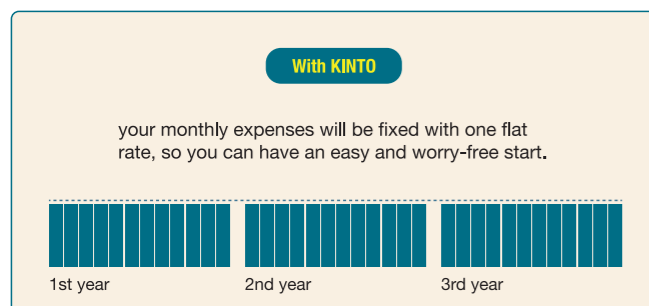 With KINTO
your monthly expenses will be fixed with one flat
rate, so you can have an easy and worry-free start.
1st year 2nd year 3rd year